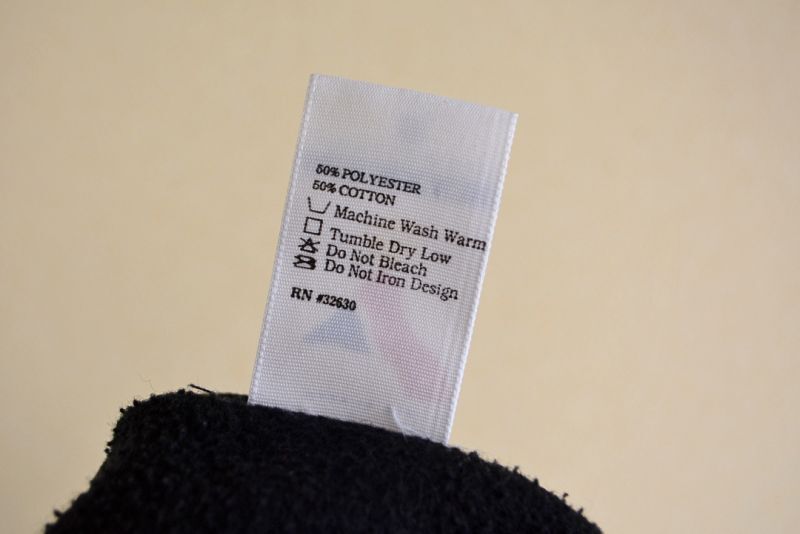 50% POLYESTER
50% COTTON
Machine Wash Warm
Tumble Dry Low
Do Not Bleach
Do Not Iron Design
RN #32630